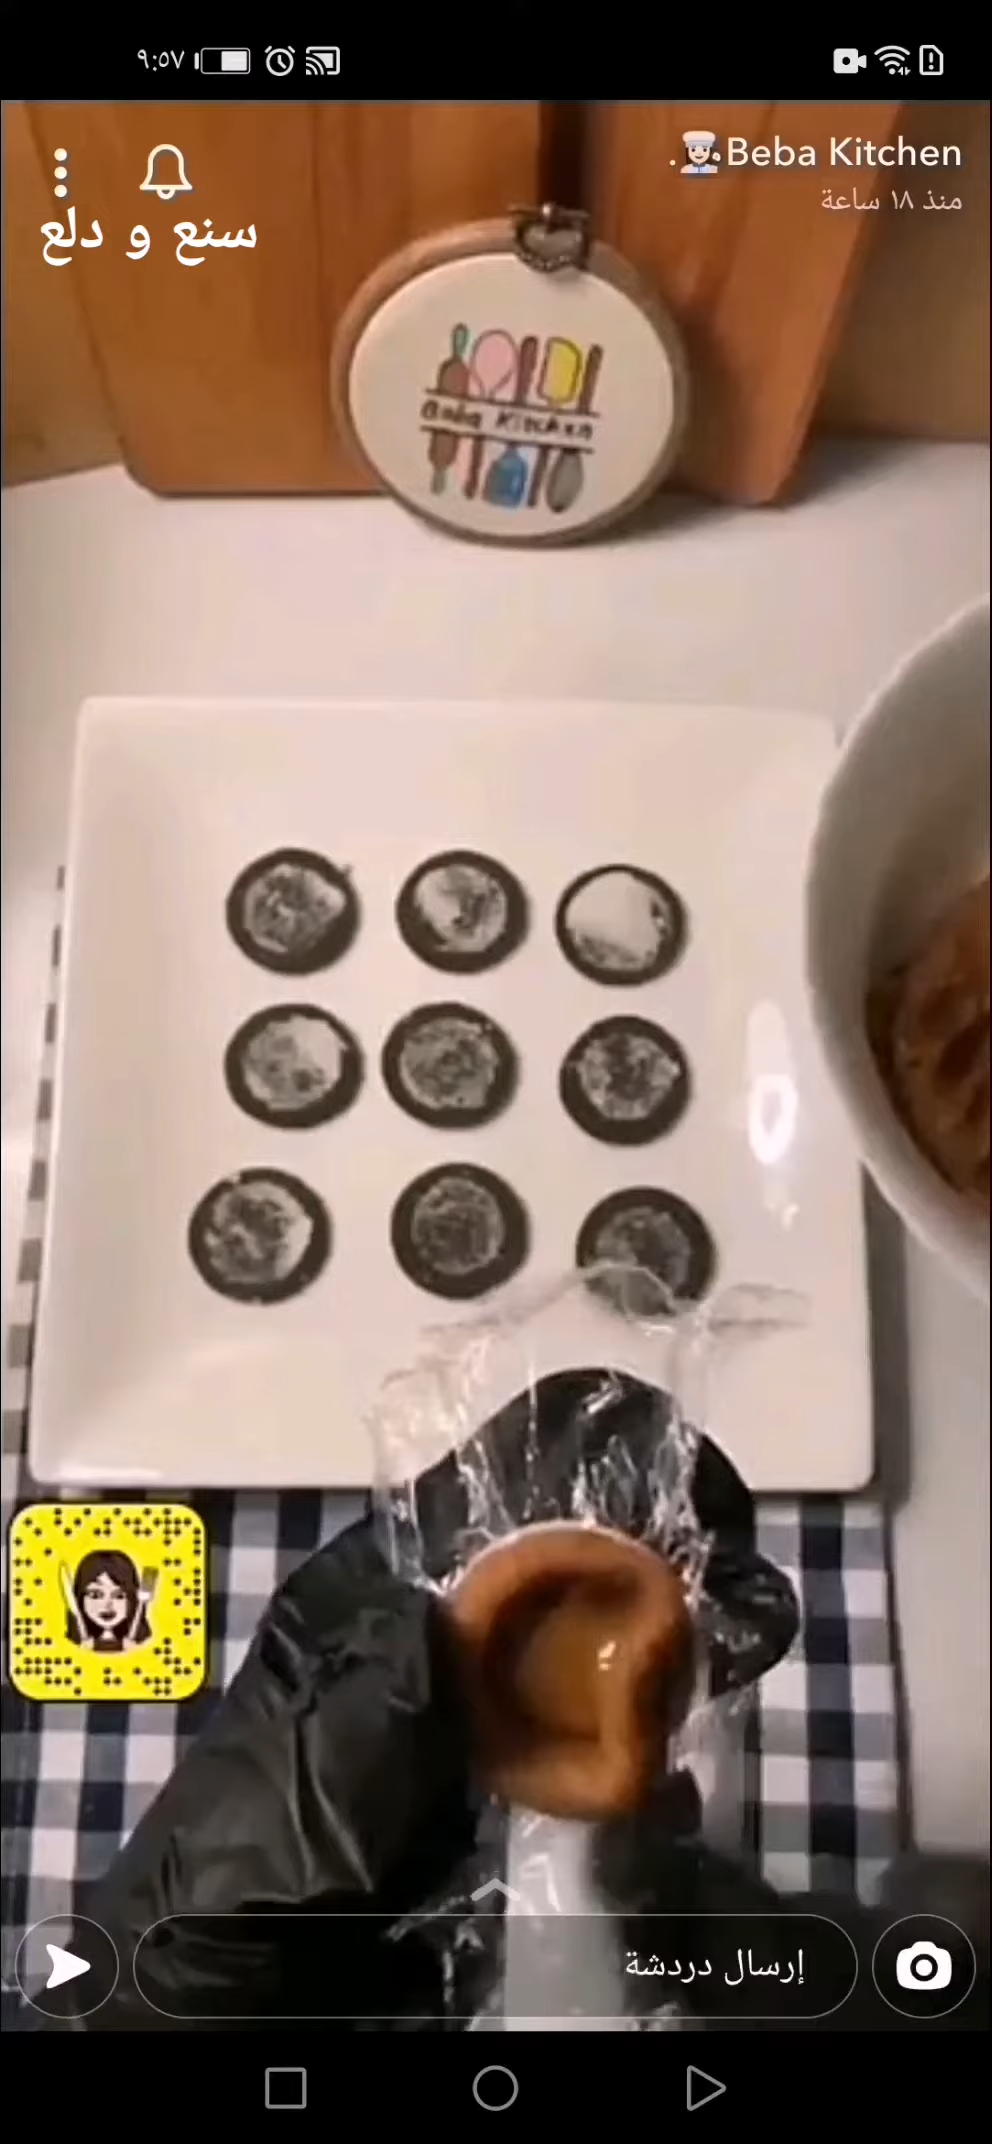 ٩:٥٧
Beba Kitchen.
منذ ١٨ ساعة
سنع و دلع
Beba Kitchen
إرسال دردشة